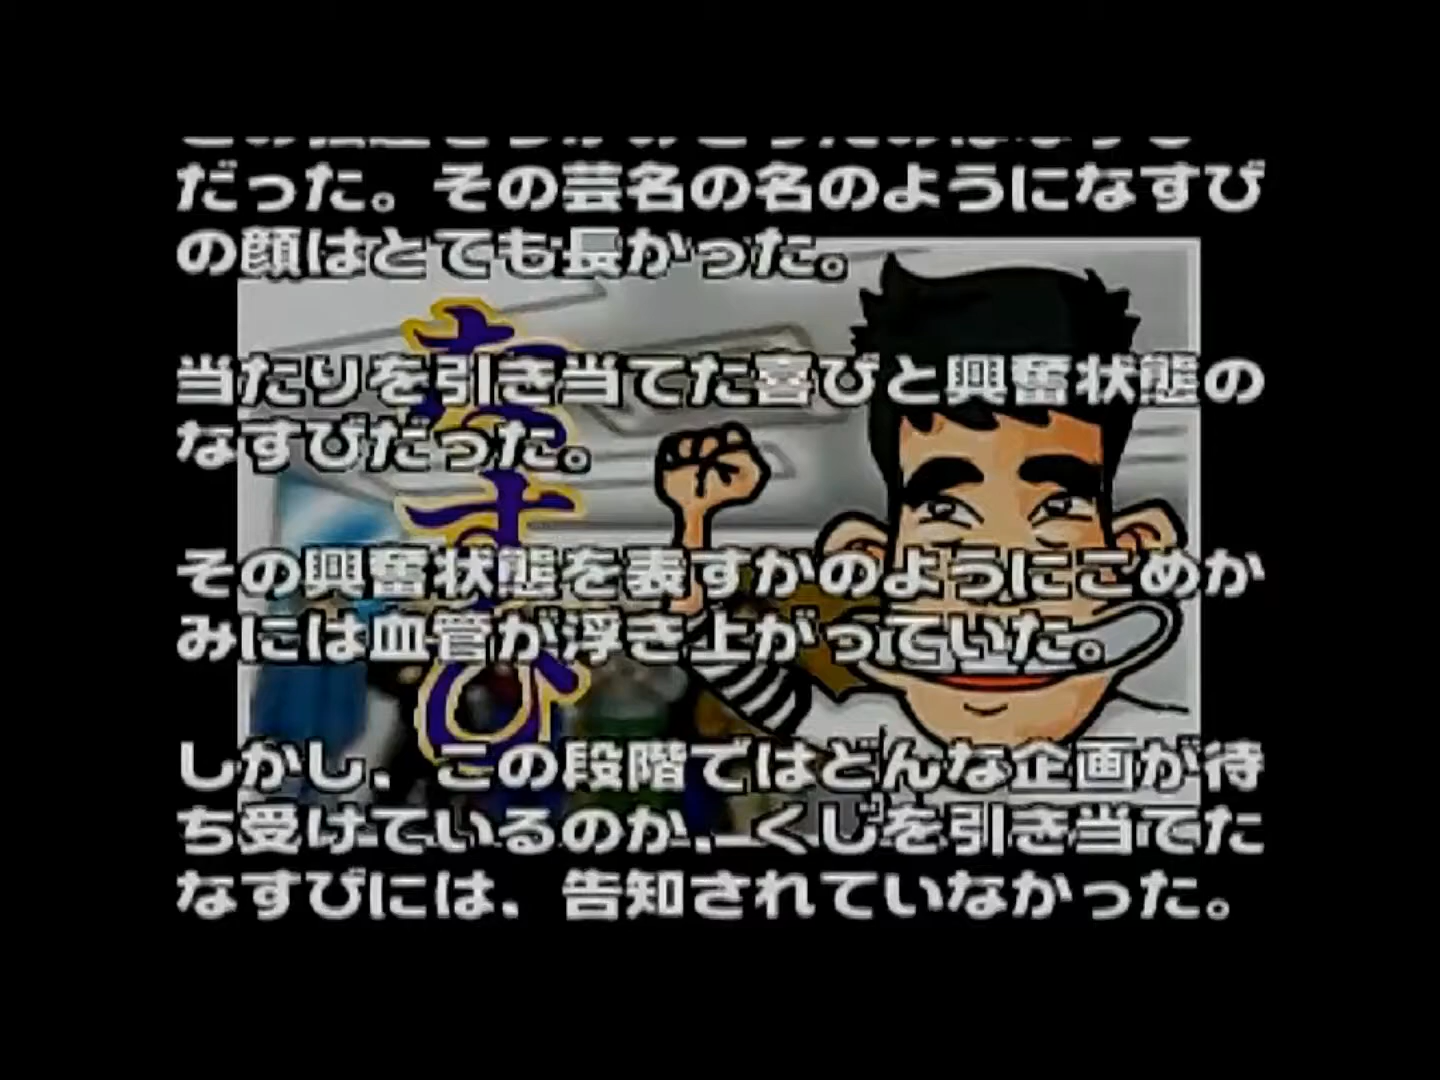 だった。その芸名の名のようになすび
の顔はとても長かった。
当たりを引き当てた喜びと興奮状態の
なすびだった。
その興奮状態を表すかのようにこめか
みには血管が浮き上がっていた。
しかし、この段階ではどんな企画が待
ち受けているのか、くじを引き当てた
なすびには、告知されていなかった。
なすび